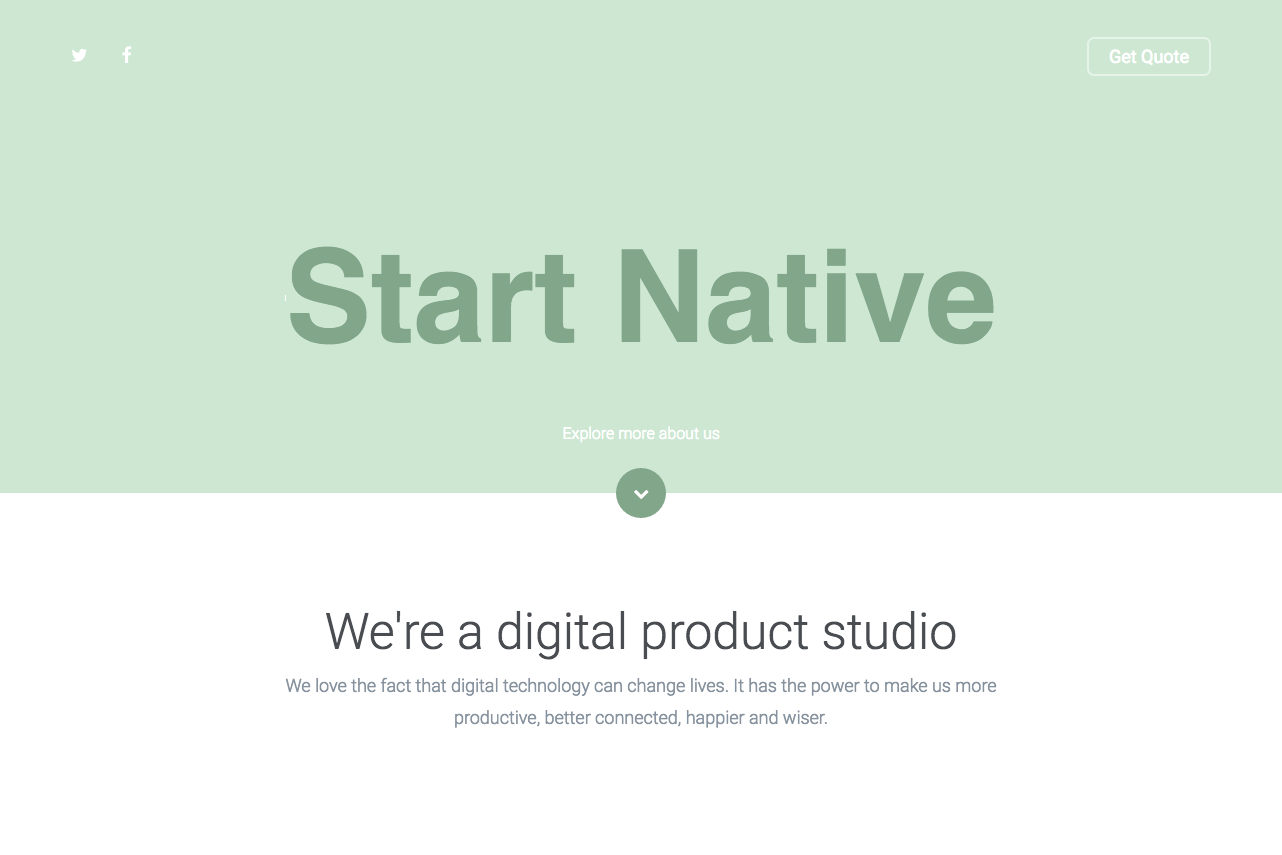 Get Quote
Start Native
Explore more about us
We're a digital product studio
We love the fact that digital technology can change lives. It has the power to make us more
productive, better connected, happier and wiser.